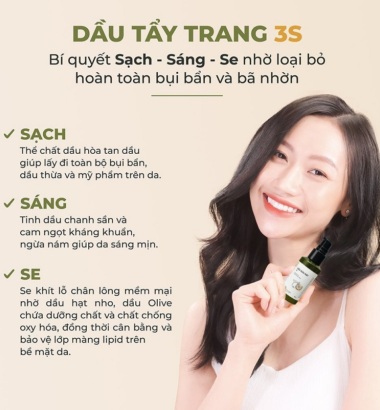 DẦU TẨY TRANG 3S
Bí quyết Sạch - Sáng - Se nhờ loại bỏ
hoàn toàn bụi bẩn và bã nhờn
SẠCH
Thể chất dầu hòa tan dầu
giúp lấy đi toàn bộ bụi bẩn,
dầu thừa và mỹ phẩm trên da.
SÁNG
Tinh dầu chanh sần và
cam ngọt kháng khuẩn,
ngừa nám giúp da sáng mịn.
SE
Se khít lỗ chân lông mềm mại
nhờ dầu hạt nho, dầu Olive
chứa dưỡng chất và chất chống
oxy hóa, đồng thời cân bằng và
bảo vệ lớp màng lipid trên
bề mặt da.